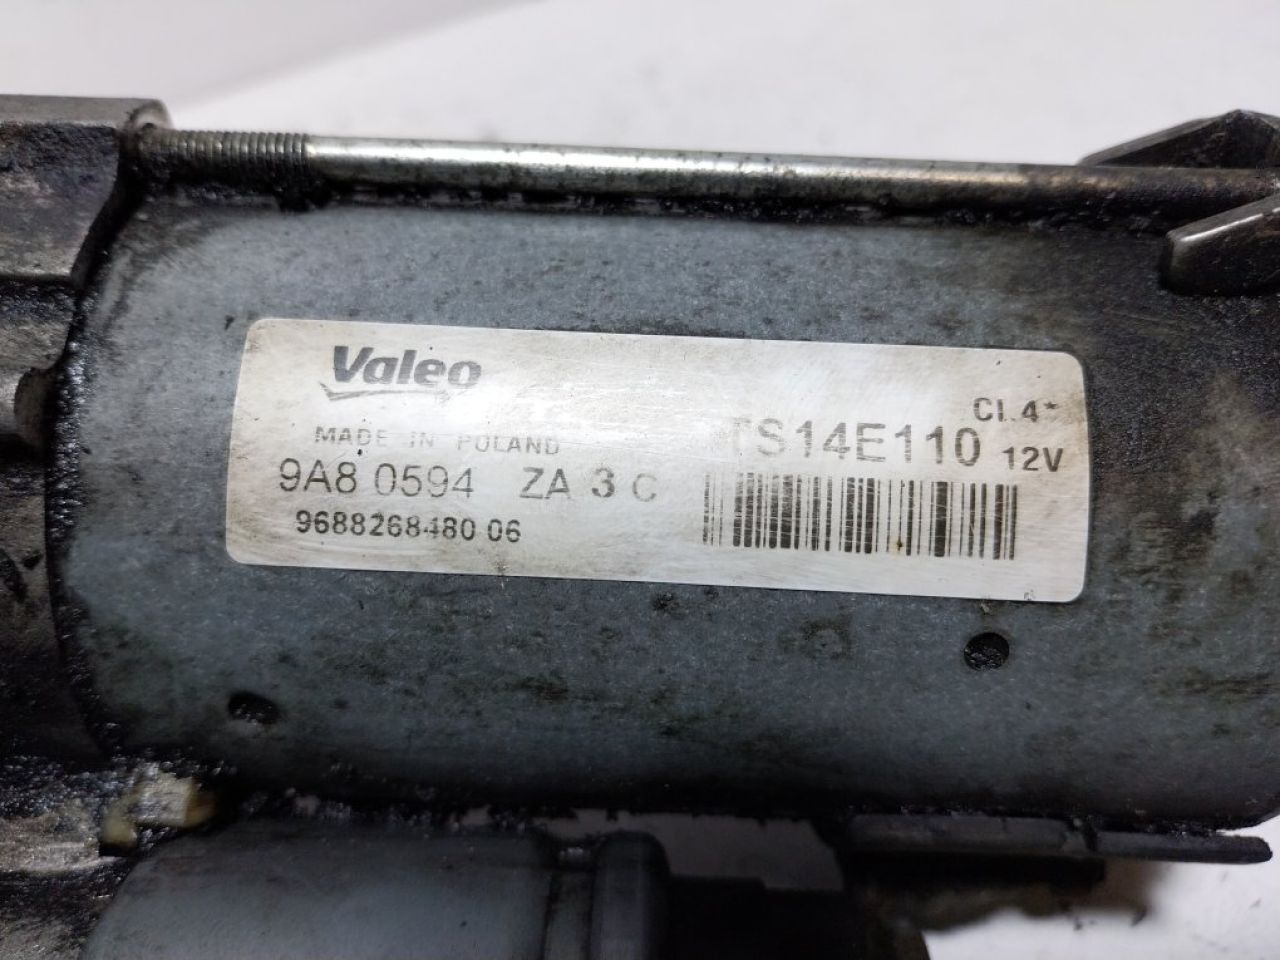 Valeo
MADE IN POLAND
Cl.4*
TS14E110 12V
9A8 0594 ZA 3 C
9688268480 06